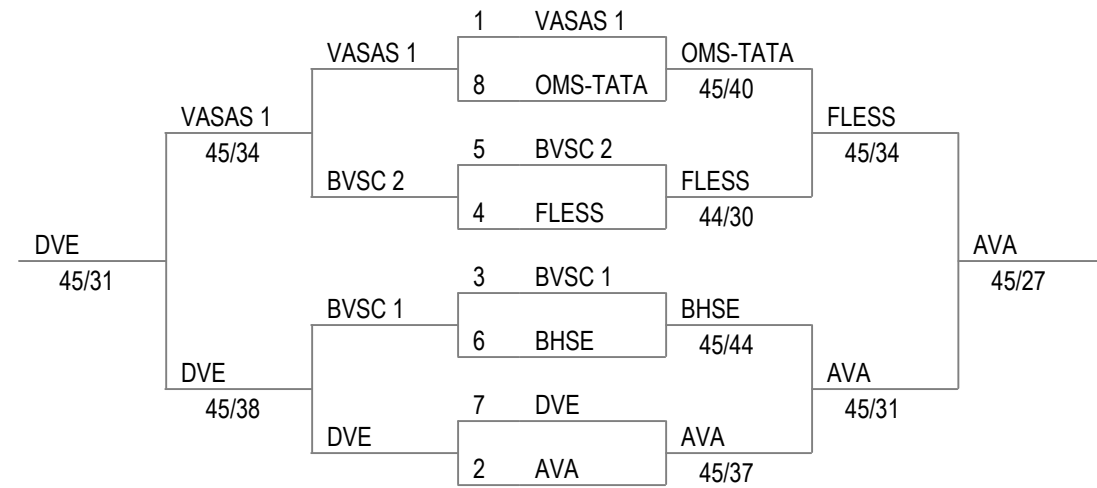 1 VASAS 1
VASAS 1 OMS-TATA
8 OMS-TATA 45/40
VASAS 1 FLESS
45/34 5 BVSC 2 45/34
BVSC 2 FLESS
4 FLESS 44/30
DVE AVA
45/31 3 BVSC 1 45/27
BVSC 1 BHSE
6 BHSE 45/44
DVE AVA
45/38 7 DVE 45/31
DVE AVA
2 AVA 45/37